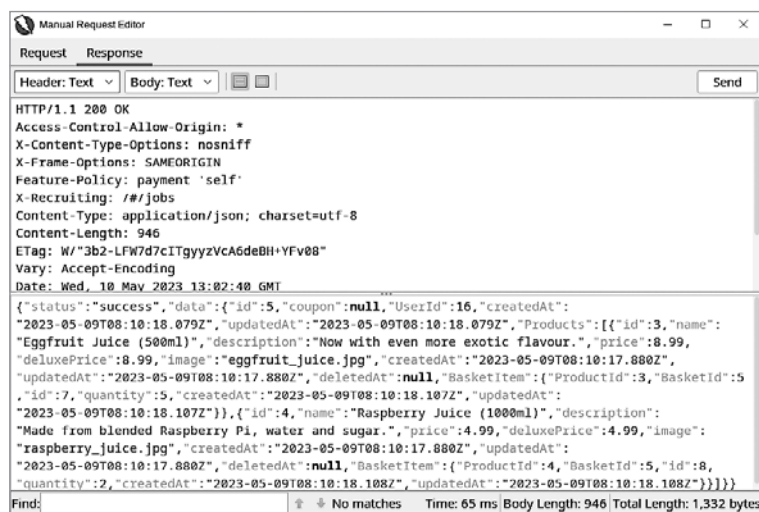 Manual Request Editor
Request Response
Header: Text Body: Text Send
HTTP/1.1 200 OK
Access-Control-Allow-Origin: *
X-Content-Type-Options: nosniff
X-Frame-Options: SAMEORIGIN
Feature-Policy: payment 'self'
X-Recruiting: /#/jobs
Content-Type: application/json; charset=utf-8
Content-Length: 946
ETag: W/"3b2-LFW7d7cITgyyzVcA6deBH+YFv08"
Vary: Accept-Encoding
Date: Wed, 10 May 2023 13:02:40 GMT
{"status":"success","data":{"id":5,"coupon":null,"UserId":16,"createdAt":
"2023-05-09T08:10:18.079Z","updatedAt":"2023-05-09T08:10:18.079Z","Products":[{"id":3,"name":
"Eggfruit Juice (500ml)","description":"Now with even more exotic flavour.","price":8.99,
"deluxePrice":8.99,"image":"eggfruit_juice.jpg","createdAt":"2023-05-09T08:10:17.880Z",
"updatedAt":"2023-05-09T08:10:17.880Z","deletedAt":null,"BasketItem":{"ProductId":3,"BasketId":5
,"id":7,"quantity":5,"createdAt":"2023-05-09T08:10:18.107Z","updatedAt":
"2023-05-09T08:10:18.107Z"}},{"id":4,"name":"Raspberry Juice (1000ml)","description":
"Made from blended Raspberry Pi, water and sugar.","price":4.99,"deluxePrice":4.99,"image":
"raspberry_juice.jpg","createdAt":"2023-05-09T08:10:17.880Z","updatedAt":
"2023-05-09T08:10:17.880Z","deletedAt":null,"BasketItem":{"ProductId":4,"BasketId":5,"id":8,
"quantity":2,"createdAt":"2023-05-09T08:10:18.108Z","updatedAt":"2023-05-09T08:10:18.108Z"}}]}}
Find: No matches Time: 65 ms Body Length: 946 Total Length: 1,332 bytes